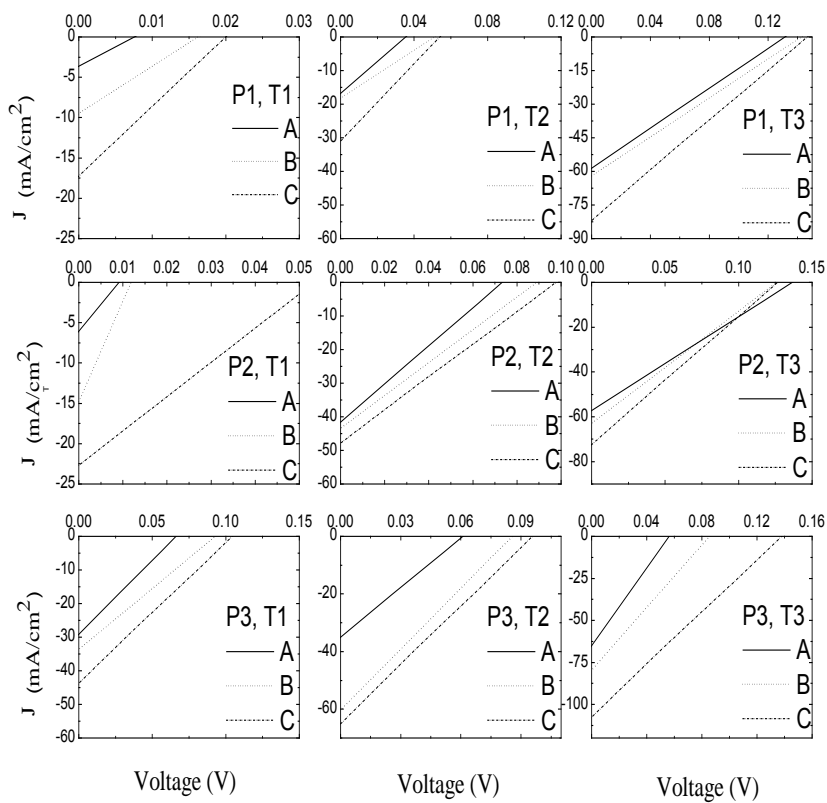 0.00 0.01 0.02 0.03
0
-5
-10
-15
-20
-25
J (mA/cm²)
P1, T1
A
B
C
0.00 0.04 0.08 0.12
0
-10
-20
-30
-40
-50
-60
P1, T2
A
B
C
0.00 0.04 0.08 0.12
0
-15
-30
-45
-60
-75
-90
P1, T3
A
B
C
0.00 0.01 0.02 0.03 0.04 0.05
0
-5
-10
-15
-20
-25
J (mA/cm²)
P2, T1
A
B
C
0.00 0.02 0.04 0.06 0.08 0.10
0
-10
-20
-30
-40
-50
-60
P2, T2
A
B
C
0.00 0.05 0.10 0.15
0
-20
-40
-60
-80
P2, T3
A
B
C
0.00 0.05 0.10 0.15
0
-10
-20
-30
-40
-50
-60
J (mA/cm²)
P3, T1
A
B
C
0.00 0.03 0.06 0.09
0
-20
-40
-60
P3, T2
A
B
C
0.00 0.04 0.08 0.12 0.16
0
-25
-50
-75
-100
P3, T3
A
B
C
Voltage (V) Voltage (V) Voltage (V)